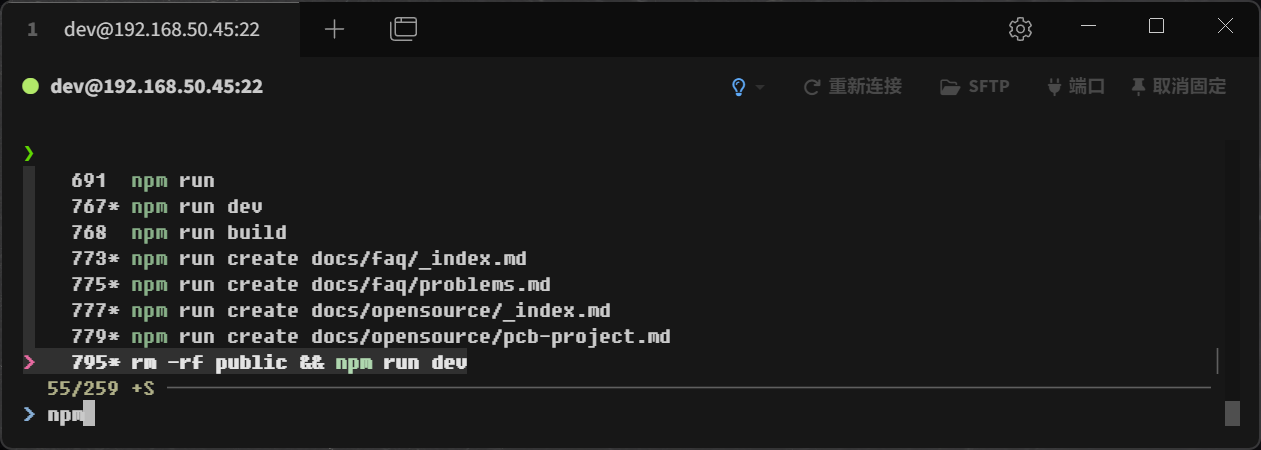 1 dev@192.168.50.45:22
dev@192.168.50.45:22 重新连接 SFTP 端口 取消固定
❯
691 npm run
767* npm run dev
768 npm run build
773* npm run create docs/faq/_index.md
775* npm run create docs/faq/problems.md
777* npm run create docs/opensource/_index.md
779* npm run create docs/opensource/pcb-project.md
> 795* rm -rf public && npm run dev
55/259 +S
> npm